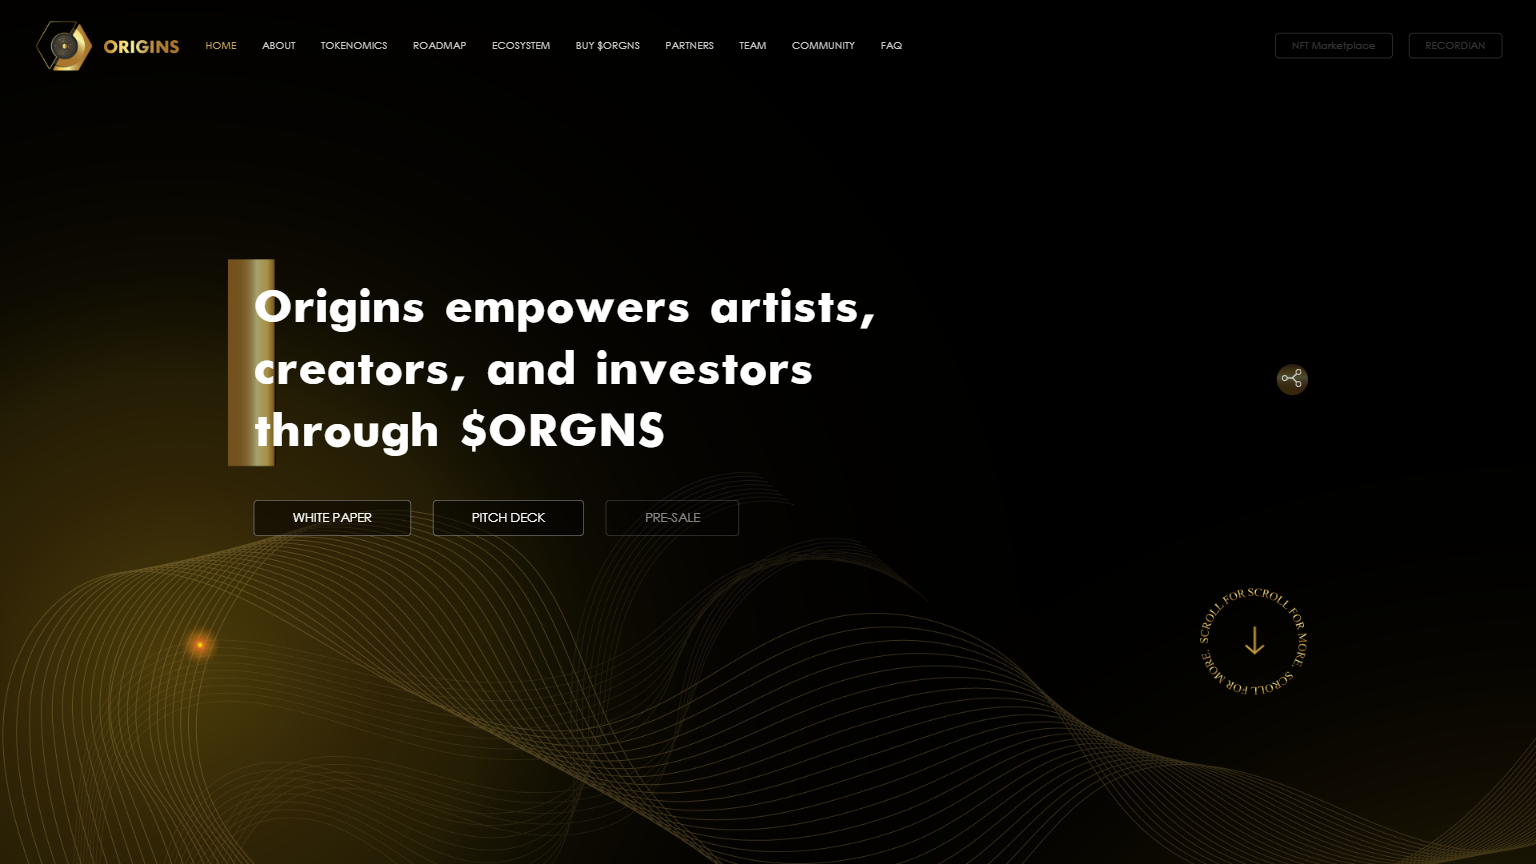 ORIGINS
HOME ABOUT TOKENOMICS ROADMAP ECOSYSTEM BUY $ORGNS PARTNERS TEAM COMMUNITY FAQ
NFT Marketplace RECORDIAN
Origins empowers artists,
creators, and investors
through $ORGNS
WHITE PAPER PITCH DECK PRE-SALE
SCROLL FOR SCROLL FOR MORE. SCROLL FOR MORE.